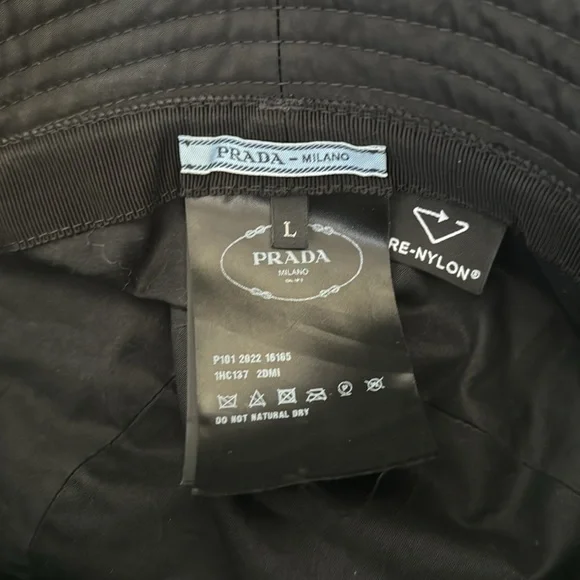 PRADA - MILANO
L
PRADA
MILANO
RE-NYLON®
P101 2022 16165
1HC137 2DMI
DO NOT NATURAL DRY